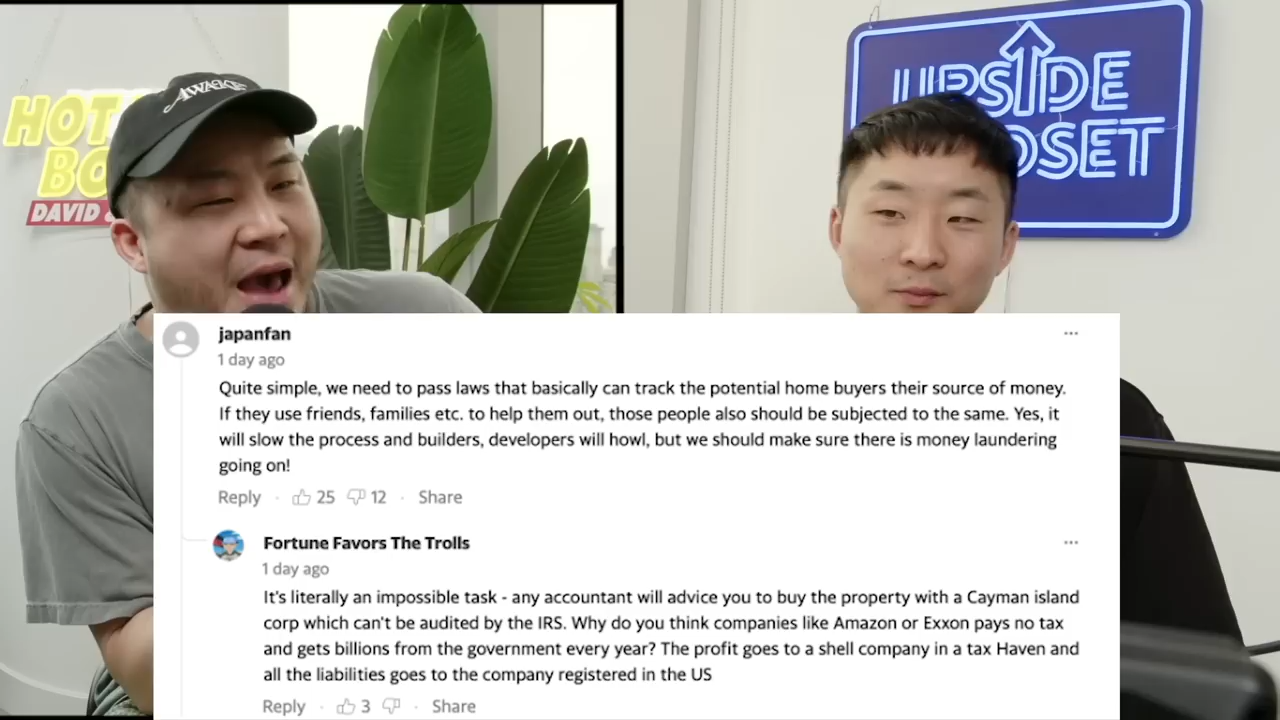 AWAKE
HOT
BO
DAVID
UPSIDE
OSET
japanfan
1 day ago
Quite simple, we need to pass laws that basically can track the potential home buyers their source of money.
If they use friends, families etc. to help them out, those people also should be subjected to the same. Yes, it
will slow the process and builders, developers will howl, but we should make sure there is money laundering
going on!
Reply · 25 12 · Share
Fortune Favors The Trolls
1 day ago
It's literally an impossible task - any accountant will advice you to buy the property with a Cayman island
corp which can't be audited by the IRS. Why do you think companies like Amazon or Exxon pays no tax
and gets billions from the government every year? The profit goes to a shell company in a tax Haven and
all the liabilities goes to the company registered in the US
Reply · 3 · Share